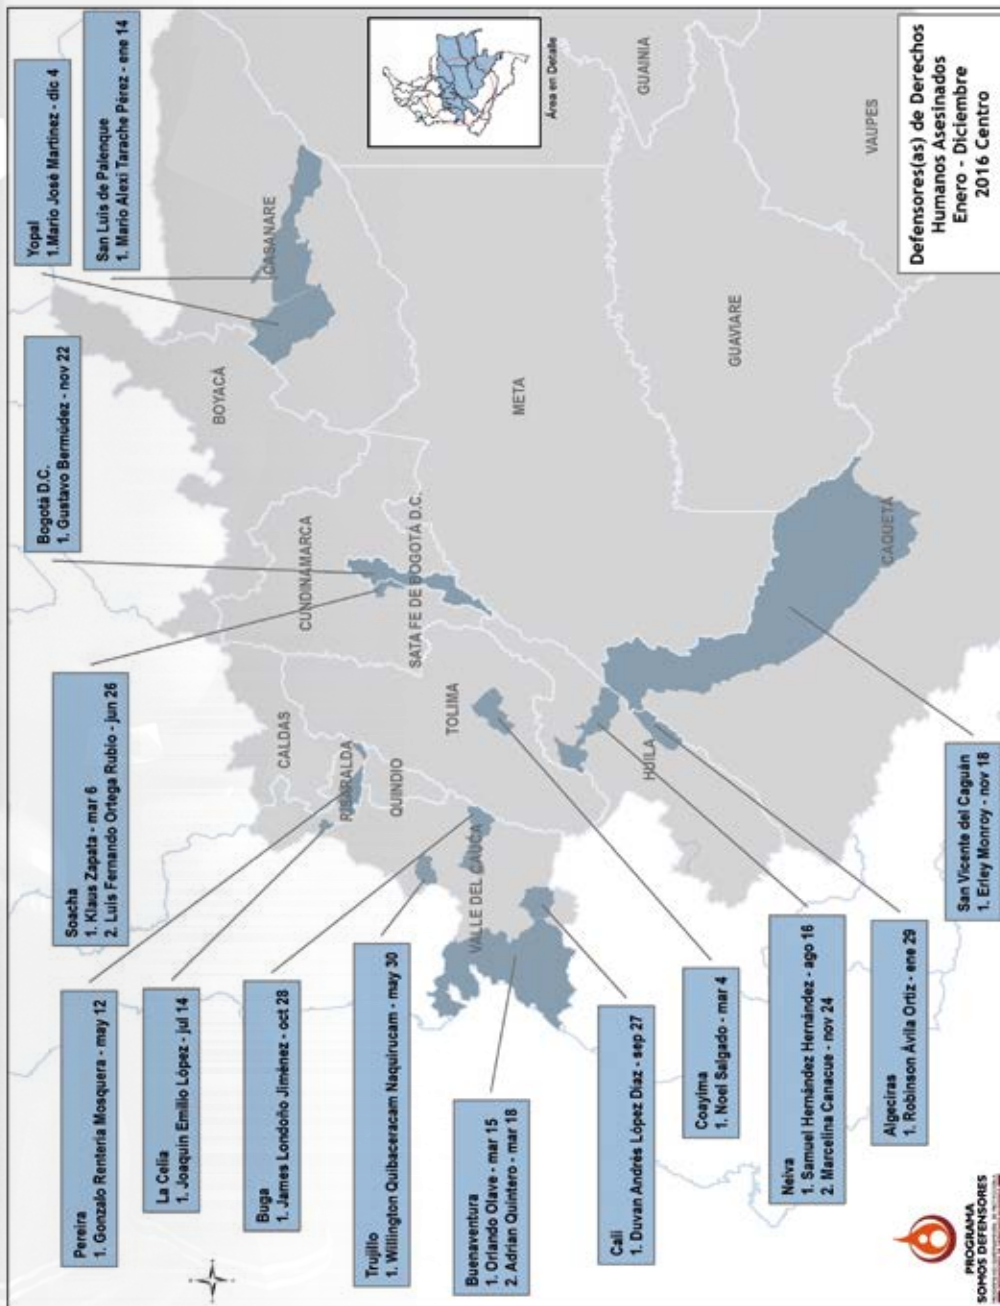 Pereira
1. Gonzalo Rentería Mosquera - may 12
La Celia
1. Joaquín Emilio López - jul 14
Buga
1. James Londoño Jiménez - oct 28
Trujillo
1. Willington Quibaceracam Naquirucam - may 30
Buenaventura
1. Orlando Olave - mar 15
2. Adrian Quintero - mar 18
Cali
1. Duvan Andrés López Díaz - sep 27
Coayima
1. Noel Salgado - mar 4
Neiva
1. Samuel Hernández Hernández - ago 16
2. Marcelina Canacue - nov 24
Algeciras
1. Robinson Ávila Ortiz - ene 29
San Vicente del Caguán
1. Erley Monroy - nov 18
Soacha
1. Klaus Zapata - mar 6
2. Luis Fernando Ortega Rubio - jun 26
Bogotá D.C.
1. Gustavo Bermúdez - nov 22
Yopal
1.Mario José Martínez - dic 4
San Luis de Palenque
1. Mario Alexi Tarache Pérez - ene 14
CALDAS
RISARALDA
QUINDIO
VALLE DEL CAUCA
TOLIMA
HUILA
CUNDINAMARCA
SATA FE DE BOGOTÁ D.C.
BOYACÁ
CASANARE
META
GUAVIARE
CAQUETA
GUAINIA
VAUPES
Área en Detalle
Defensores(as) de Derechos
Humanos Asesinados
Enero - Diciembre
2016 Centro
PROGRAMA
SOMOS DEFENSORES